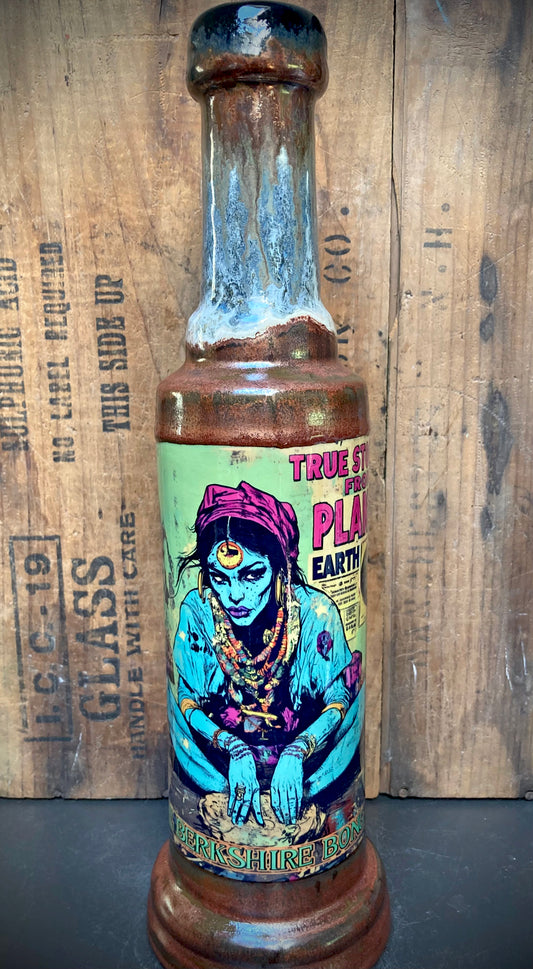 SULPHURIC ACID
NO LABEL REQUIRED
THIS SIDE UP
CO.
H.
J.C.C.-19
GLASS
HANDLE WITH CARE
TRUE ST
FRO
PLAN
EARTH
BERKSHIRE BON